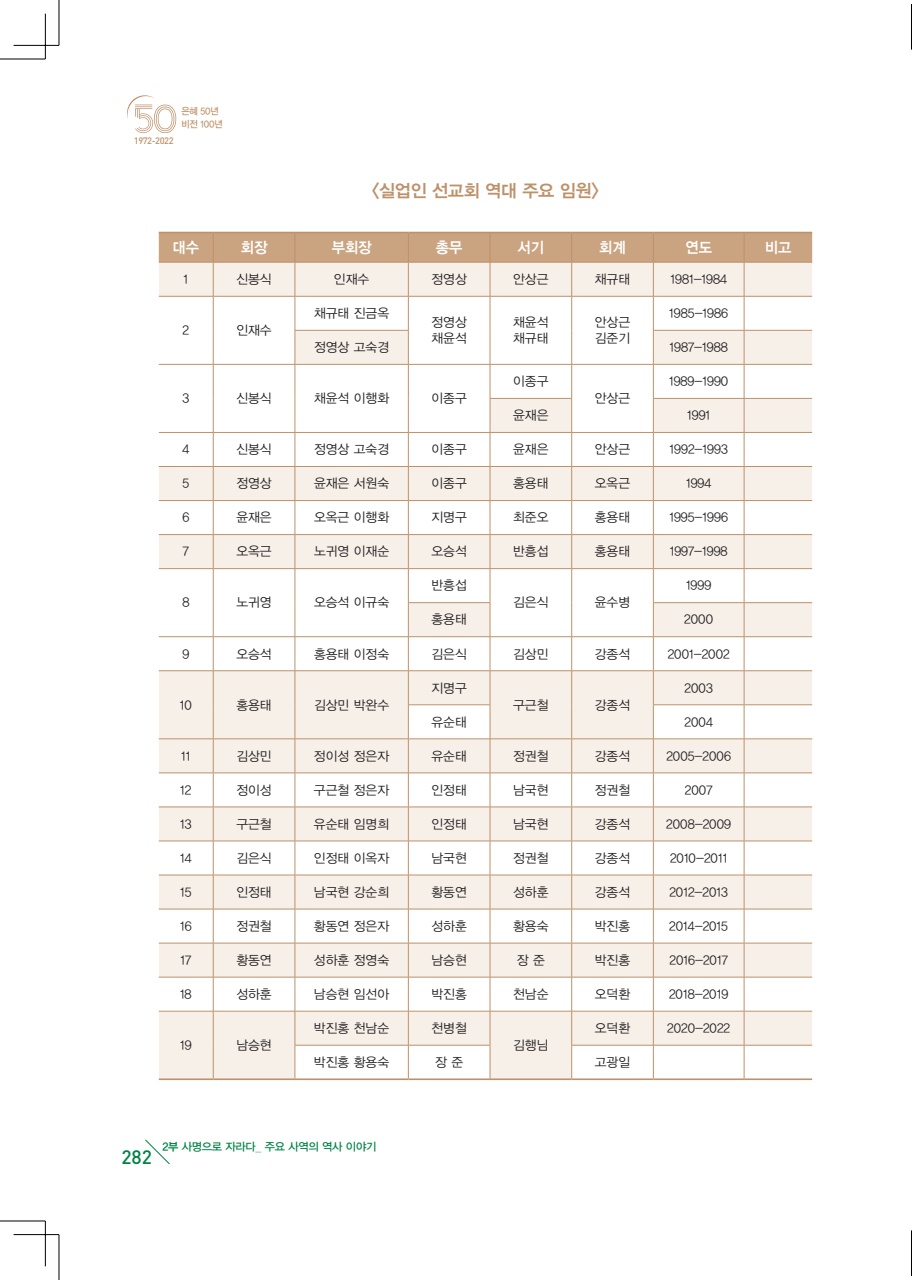 50
은혜 50년
비전 100년
1972-2022
〈실업인 선교회 역대 주요 임원〉
대수 회장 부회장 총무 서기 회계 연도 비고
1 신봉식 인재수 정영상 안상근 채규태 1981–1984
2 인재수 채규태 진금옥 정영상 채윤석 채윤석 채규태 안상근 김준기 1985–1986
정영상 고숙경 1987–1988
3 신봉식 채윤석 이행화 이종구 이종구 안상근 1989–1990
윤재은 1991
4 신봉식 정영상 고숙경 이종구 윤재은 안상근 1992–1993
5 정영상 윤재은 서원숙 이종구 홍용태 오옥근 1994
6 윤재은 오옥근 이행화 지명구 최준오 홍용태 1995–1996
7 오옥근 노귀영 이재순 오승석 반흥섭 홍용태 1997–1998
8 노귀영 오승석 이규숙 반흥섭 김은식 윤수병 1999
홍용태 2000
9 오승석 홍용태 이정숙 김은식 김상민 강종석 2001–2002
10 홍용태 김상민 박완수 지명구 구근철 강종석 2003
유순태 2004
11 김상민 정이성 정은자 유순태 정권철 강종석 2005–2006
12 정이성 구근철 정은자 인정태 남국현 정권철 2007
13 구근철 유순태 임명희 인정태 남국현 강종석 2008–2009
14 김은식 인정태 이옥자 남국현 정권철 강종석 2010–2011
15 인정태 남국현 강순희 황동연 성하훈 강종석 2012–2013
16 정권철 황동연 정은자 성하훈 황용숙 박진홍 2014–2015
17 황동연 성하훈 정영숙 남승현 장 준 박진홍 2016–2017
18 성하훈 남승현 임선아 박진홍 천남순 오덕환 2018–2019
19 남승현 박진홍 천남순 천병철 김행님 오덕환 2020–2022
박진홍 황용숙 장 준 고광일
282 2부 사명으로 자라다_ 주요 사역의 역사 이야기